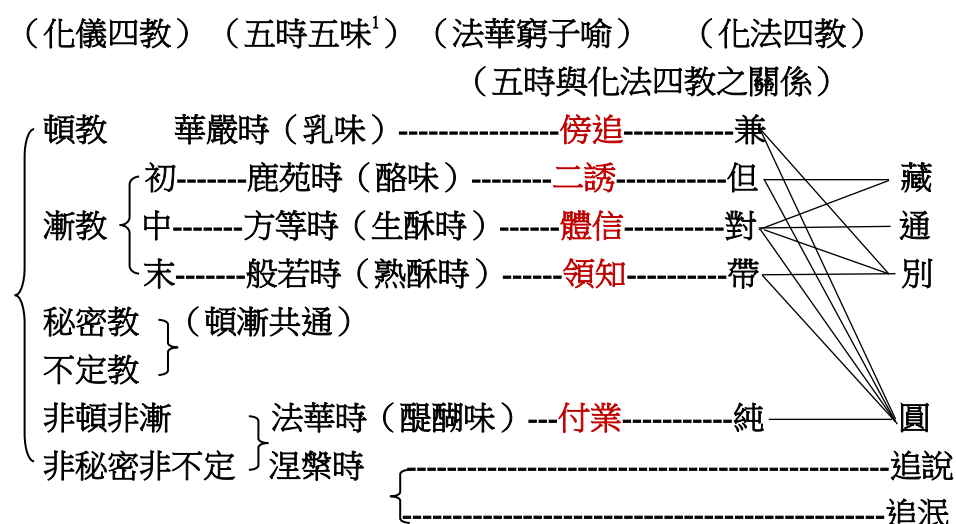 （化儀四教）（五時五味1）（法華窮子喻）（化法四教）
（五時與化法四教之關係）
頓教 華嚴時（乳味）----------------傍追-----------兼
初-------鹿苑時（酪味）--------二誘-----------但 藏
漸教 中-------方等時（生酥時）------體信----------對 通
末-------般若時（熟酥時）------領知----------帶 別
秘密教 （頓漸共通）
不定教
非頓非漸 法華時（醍醐味）---付業-----------純 圓
非秘密非不定 涅槃時 ------------------------------------------------追說
------------------------------------------------追泯